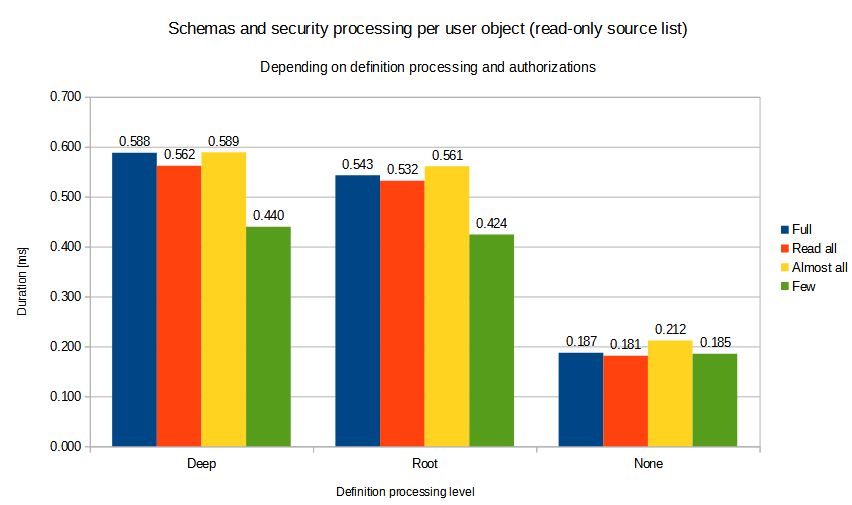 Schemas and security processing per user object (read-only source list)
Depending on definition processing and authorizations
Duration [ms]
0.700
0.600
0.500
0.400
0.300
0.200
0.100
0.000
0.588
0.562
0.589
0.440
0.543
0.532
0.561
0.424
0.187
0.181
0.212
0.185
Deep
Root
None
Definition processing level
Full
Read all
Almost all
Few